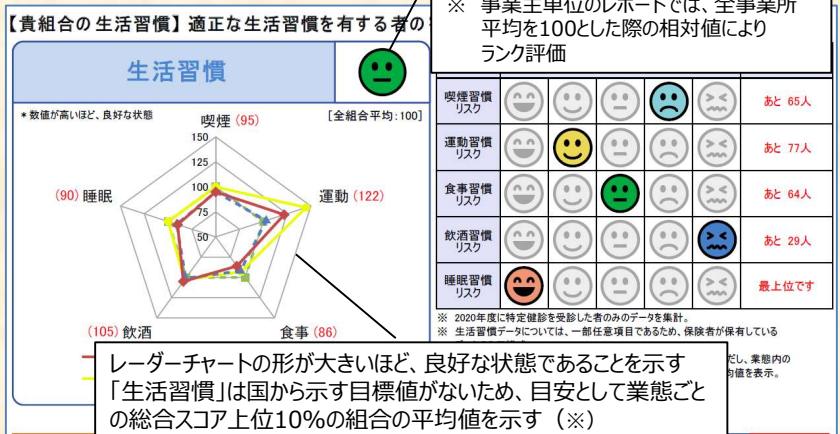 【貴組合の生活習慣】適正な生活習慣を有する者の
※ 事業主単位のレポートでは、全事業所
平均を100とした際の相対値により
ランク評価
生活習慣
*数値が高いほど、良好な状態
[全組合平均:100]
喫煙 (95)
150
125
100
75
50
(90) 睡眠
運動 (122)
(105) 飲酒
食事 (86)
喫煙習慣
リスク
あと 65人
運動習慣
リスク
あと 77人
食事習慣
リスク
あと 64人
飲酒習慣
リスク
あと 29人
睡眠習慣
リスク
最上位です
※ 2020年度に特定健診を受診した者のみのデータを集計。
※ 生活習慣データについては、一部任意項目であるため、保険者が保有している
だし、業態内の
均値を表示。
レーダーチャートの形が大きいほど、良好な状態であることを示す
「生活習慣」は国から示す目標値がないため、目安として業態ごと
の総合スコア上位10%の組合の平均値を示す（※）